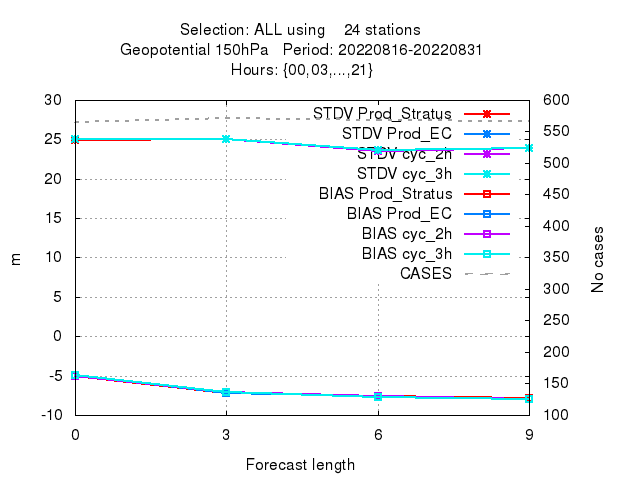 Selection: ALL using 24 stations
Geopotential 150hPa Period: 20220816-20220831
Hours: {00,03,...,21}
30 600
STDV Prod_Stratus
550
STDV Prod_EC
25
STDV cyc_2h
500
20
STDV cyc_3h
450
BIAS Prod_Stratus
15
BIAS Prod_EC
400
BIAS cyc_2h
10
350
BIAS cyc_3h
CASES
5
300
250
0
200
-5
150
-10 100
0 3 6 9
m
No cases
Forecast length